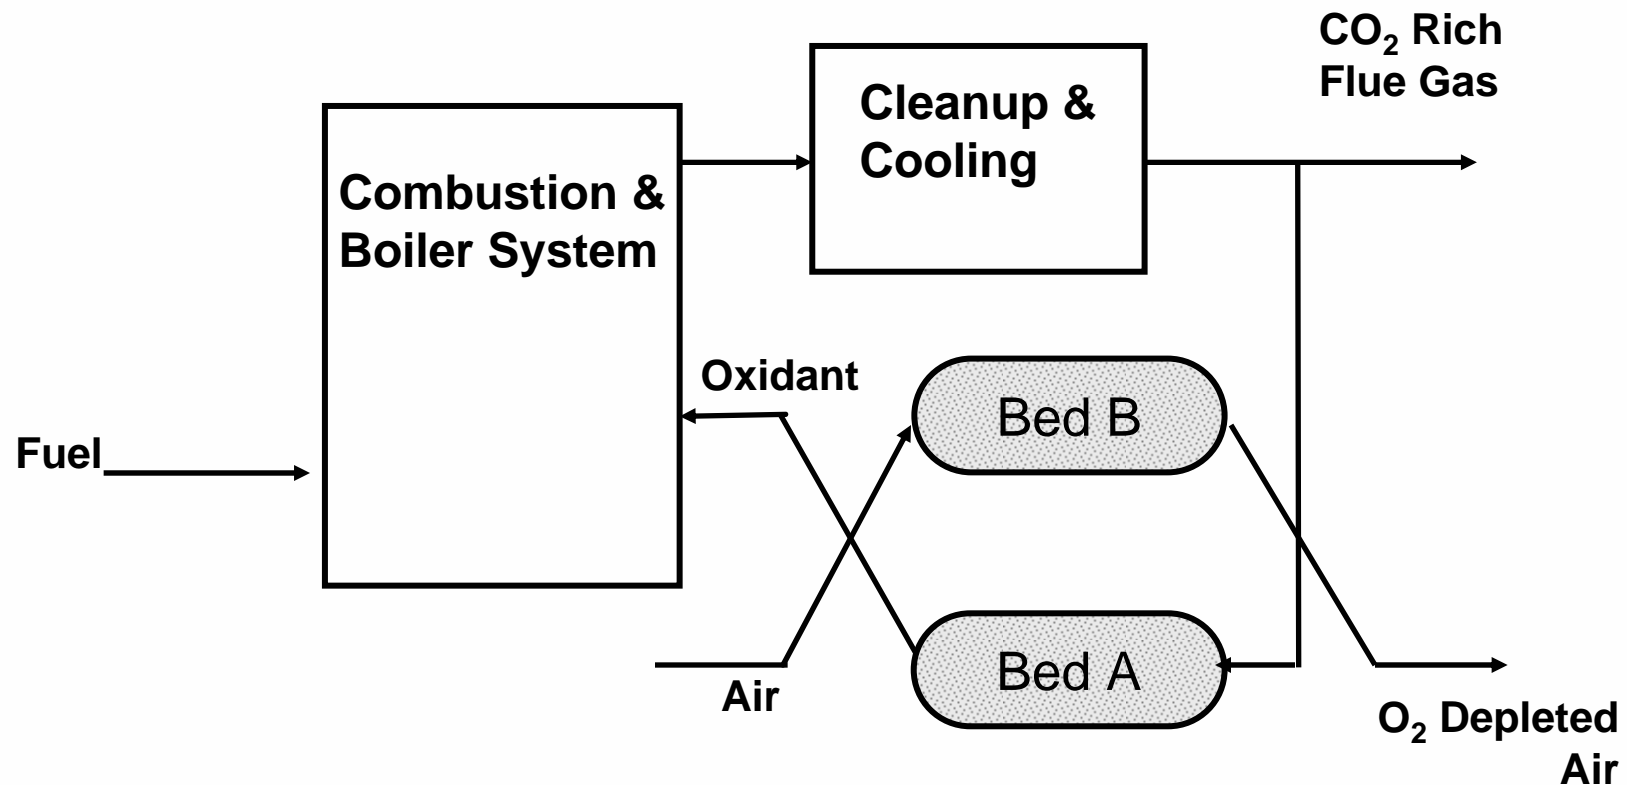 CO₂ Rich
Flue Gas
Cleanup &
Cooling
Combustion &
Boiler System
Oxidant
Bed B
Fuel
Bed A
Air
O₂ Depleted
Air